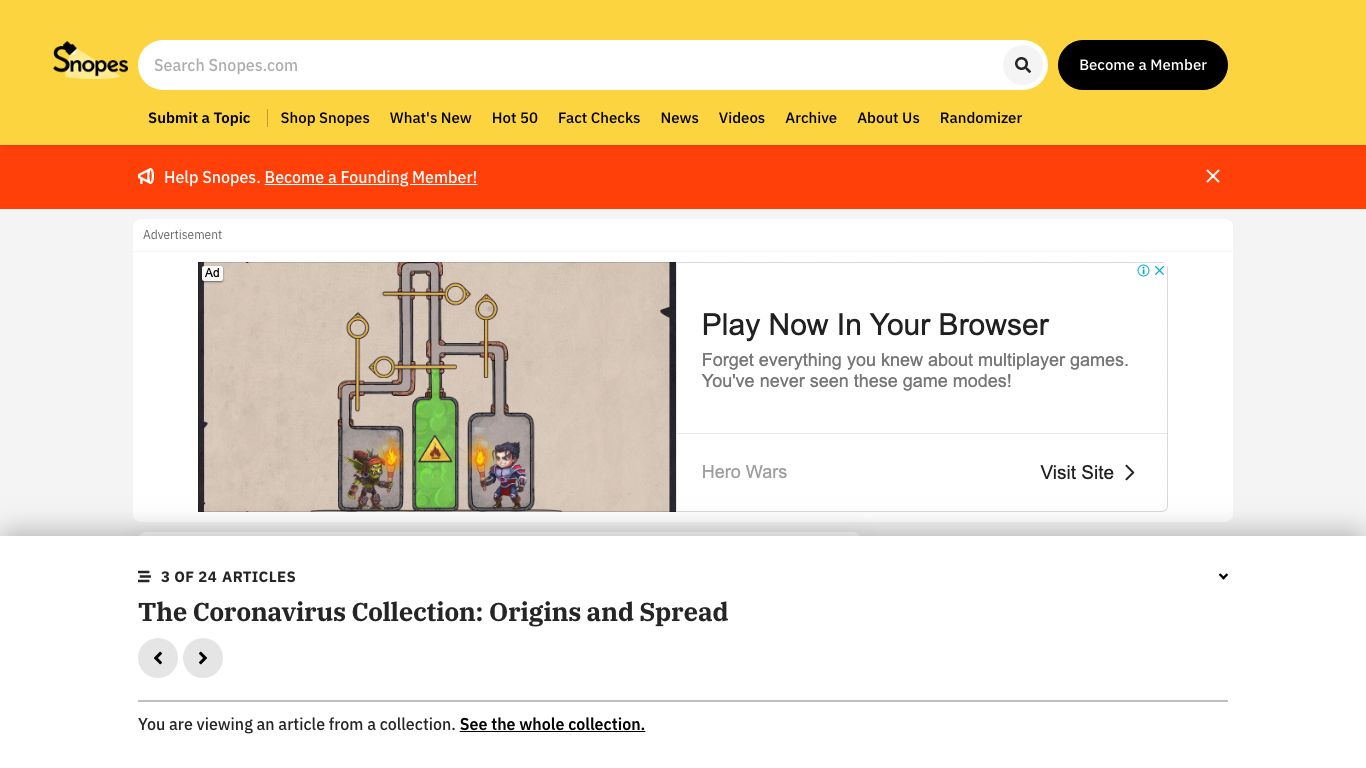 Snopes
Search Snopes.com
Become a Member
Submit a Topic
Shop Snopes
What's New
Hot 50
Fact Checks
News
Videos
Archive
About Us
Randomizer
Help Snopes. Become a Founding Member!
Advertisement
Ad
Play Now In Your Browser
Forget everything you knew about multiplayer games.
You've never seen these game modes!
Hero Wars
Visit Site
3 OF 24 ARTICLES
The Coronavirus Collection: Origins and Spread
You are viewing an article from a collection. See the whole collection.